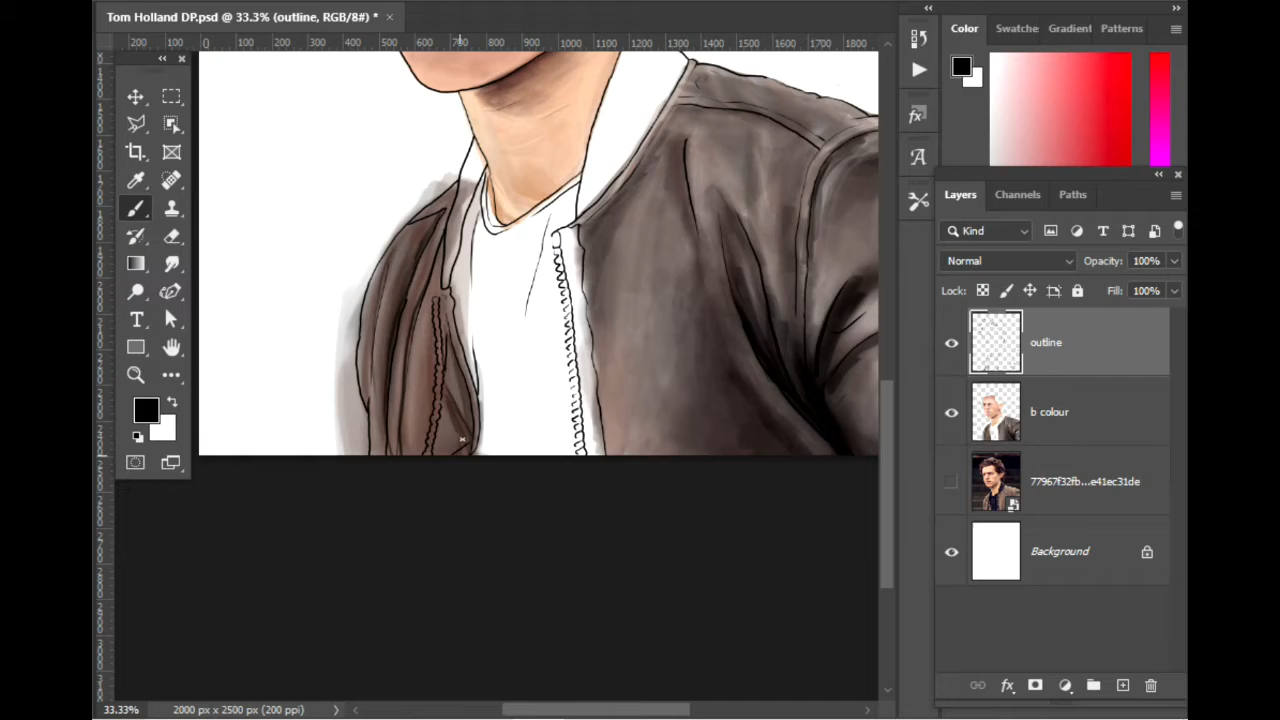 Tom Holland DP.psd @ 33.3% (outline, RGB/8#) * ×
200 100 0 100 200 300 400 500 600 700 800 900 1000 1100 1200 1300 1400 1500 1600 1700 1800
Color Swatche Gradient Patterns
Layers Channels Paths
Kind
Normal Opacity: 100%
Lock: Fill: 100%
outline
b colour
77967f32fb...e41ec31de
Background
33.33% 2000 px x 2500 px (200 ppi)